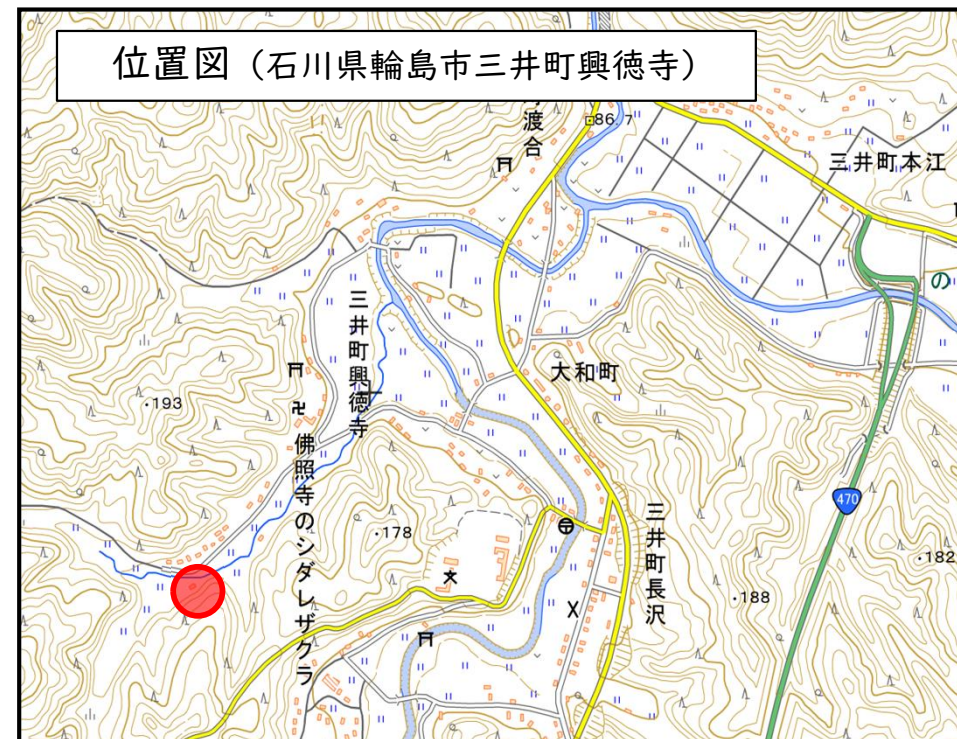 位置図（石川県輪島市三井町興徳寺）
渡合
86.7
三井町本江
の
三井町興徳寺
大和町
193
佛照寺のシダレザクラ
470
178
三井町長沢
182
188